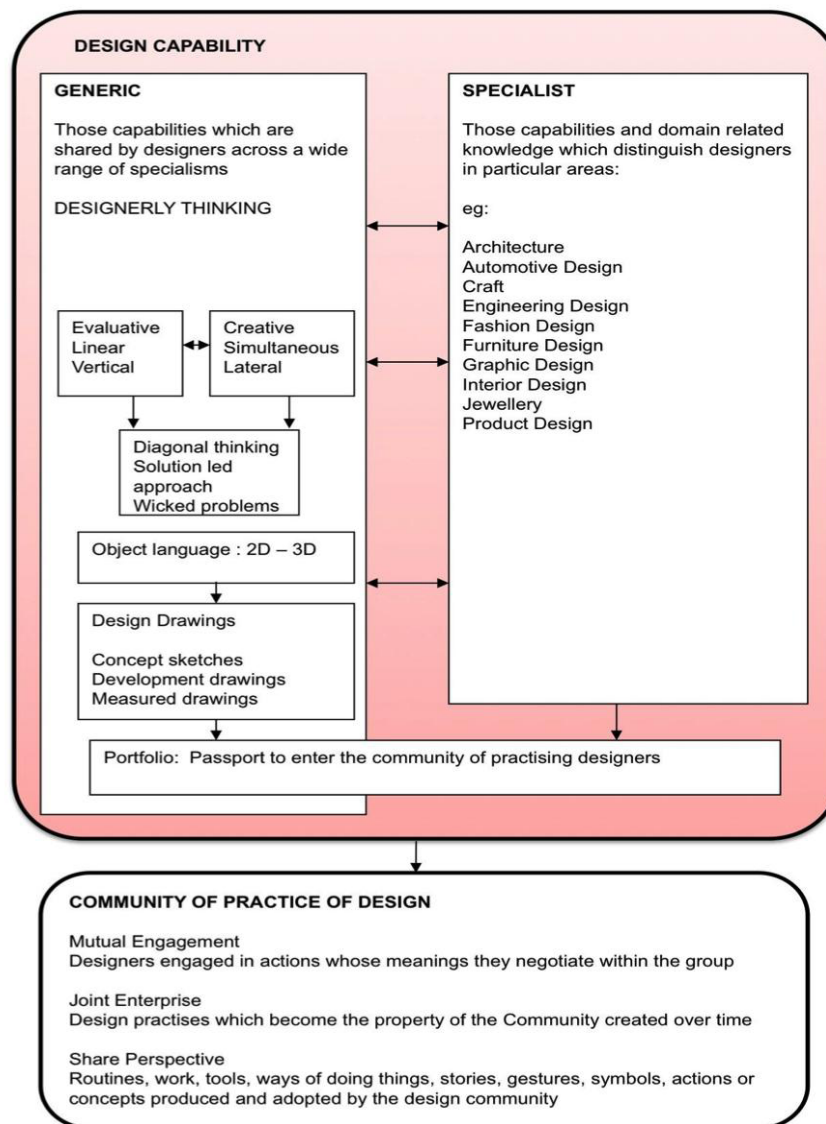 DESIGN CAPABILITY
GENERIC
Those capabilities which are
shared by designers across a wide
range of specialisms
DESIGNERLY THINKING
Evaluative
Linear
Vertical
Creative
Simultaneous
Lateral
Diagonal thinking
Solution led
approach
Wicked problems
Object language : 2D – 3D
Design Drawings
Concept sketches
Development drawings
Measured drawings
SPECIALIST
Those capabilities and domain related
knowledge which distinguish designers
in particular areas:
eg:
Architecture
Automotive Design
Craft
Engineering Design
Fashion Design
Furniture Design
Graphic Design
Interior Design
Jewellery
Product Design
Portfolio: Passport to enter the community of practising designers
COMMUNITY OF PRACTICE OF DESIGN
Mutual Engagement
Designers engaged in actions whose meanings they negotiate within the group
Joint Enterprise
Design practises which become the property of the Community created over time
Share Perspective
Routines, work, tools, ways of doing things, stories, gestures, symbols, actions or
concepts produced and adopted by the design community